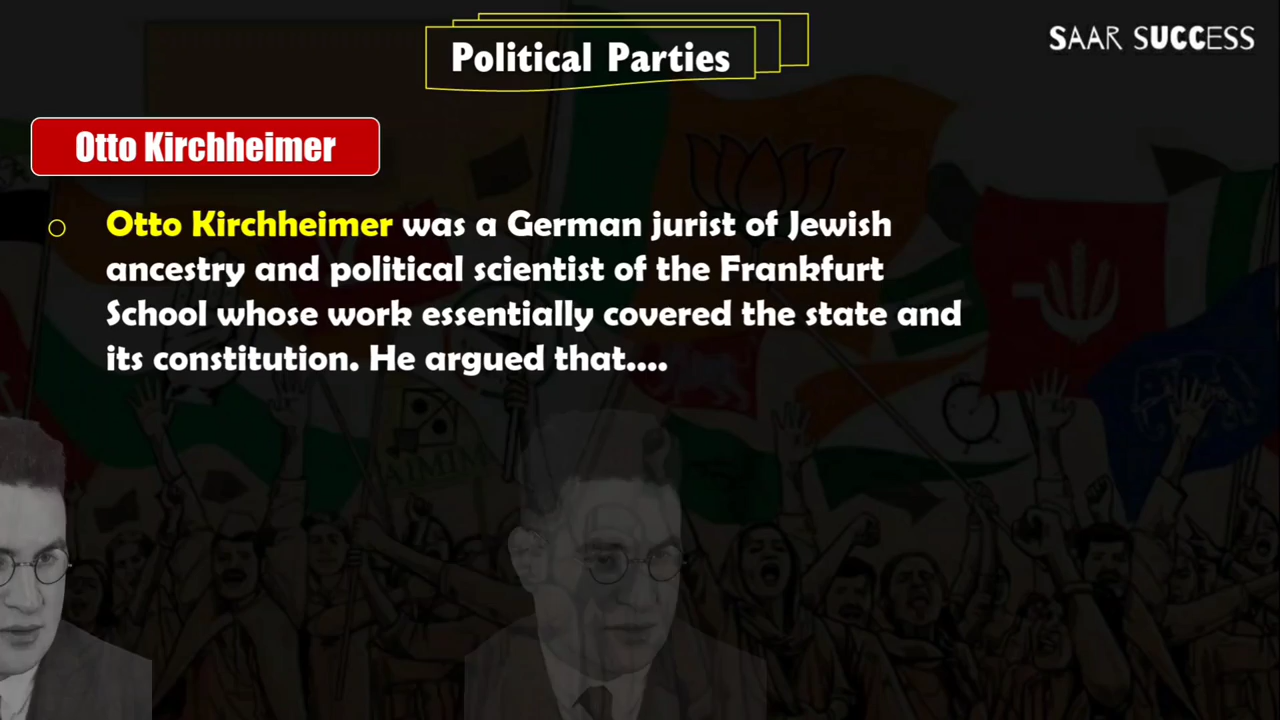 Political Parties
SAAR SUCCESS
Otto Kirchheimer
Otto Kirchheimer was a German jurist of Jewish
ancestry and political scientist of the Frankfurt
School whose work essentially covered the state and
its constitution. He argued that....
AIMIM